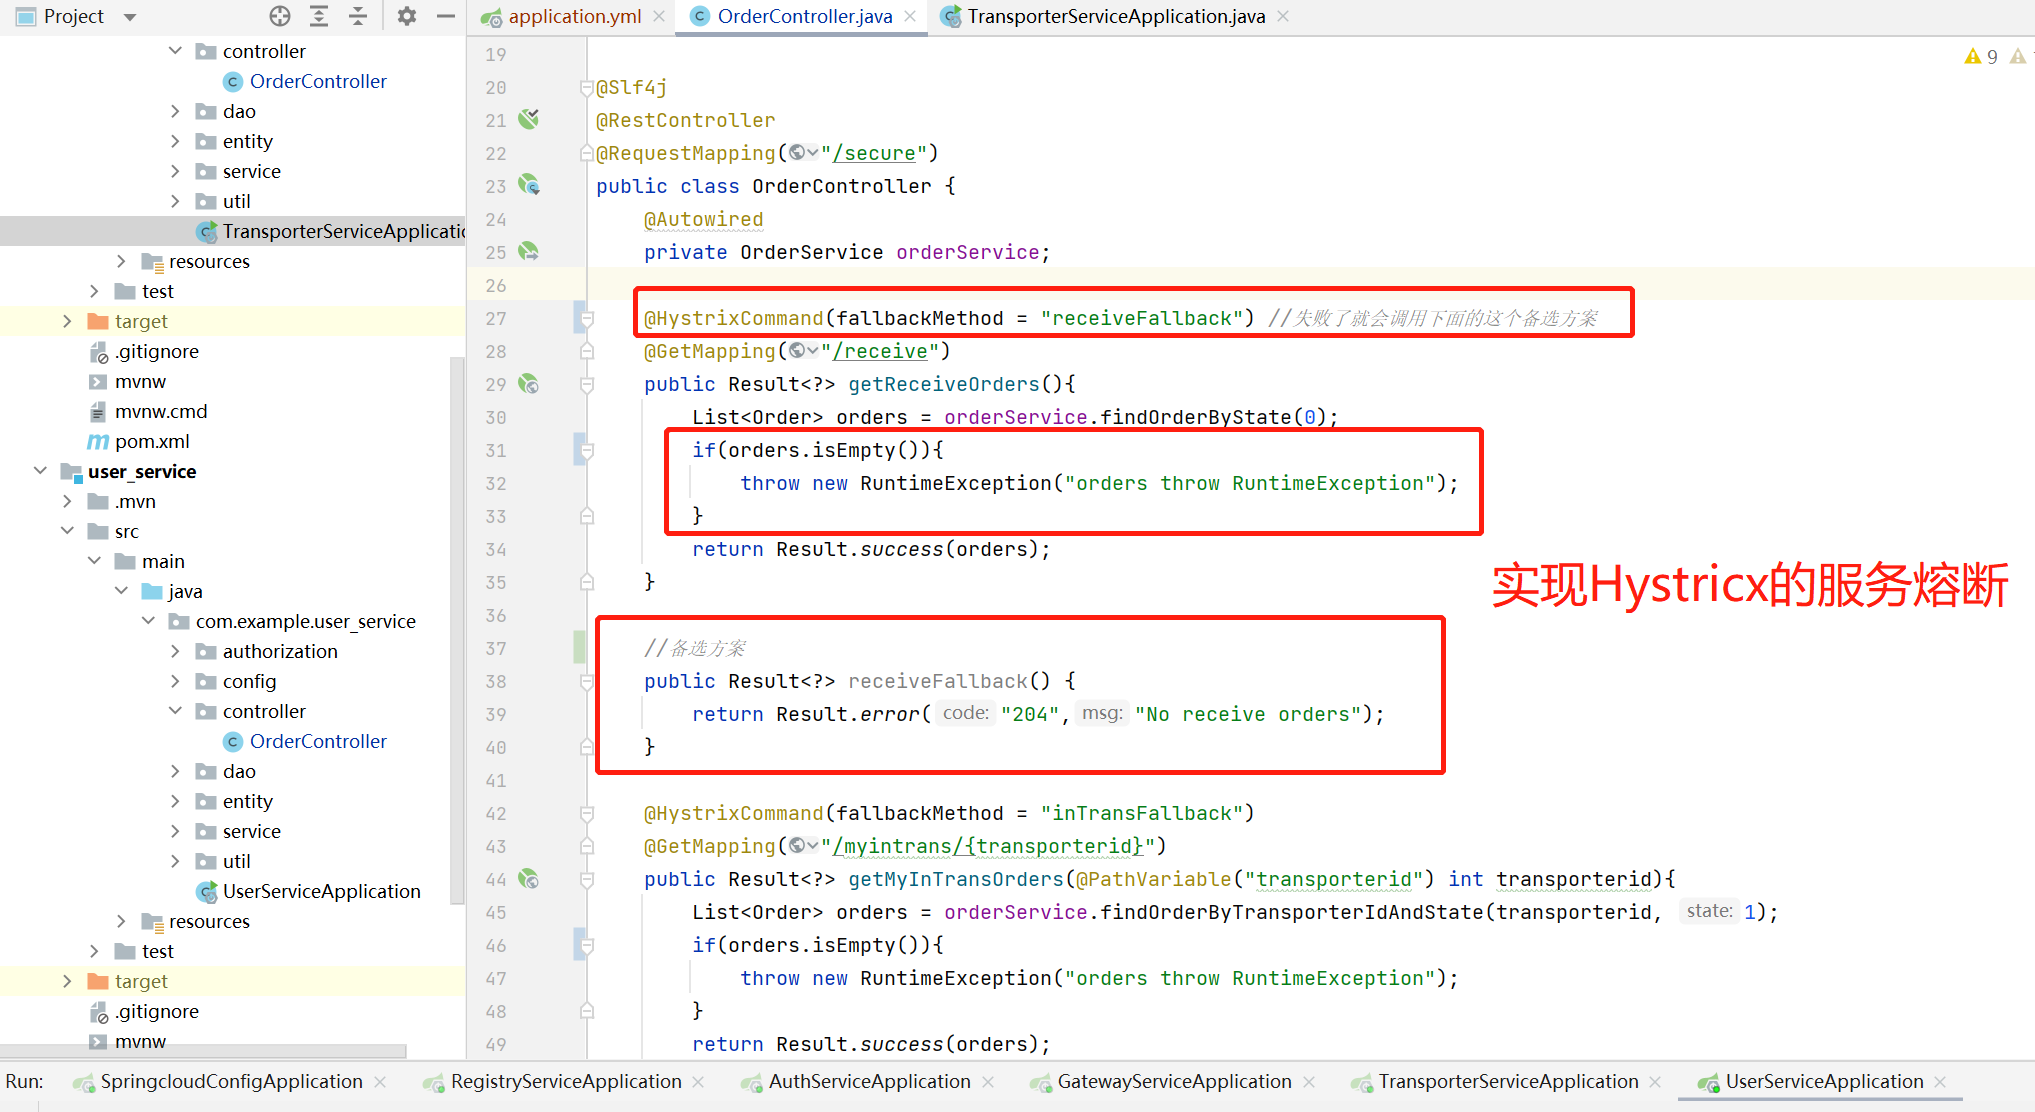 Project
application.yml
OrderController.java
TransporterServiceApplication.java
controller
OrderController
dao
entity
service
util
TransporterServiceApplicatio
resources
test
target
.gitignore
mvnw
mvnw.cmd
pom.xml
user_service
.mvn
src
main
java
com.example.user_service
authorization
config
controller
OrderController
dao
entity
service
util
UserServiceApplication
resources
test
target
.gitignore
mvnw
9
19
20 @Slf4j
21 @RestController
22 @RequestMapping("/secure")
23 public class OrderController {
24 @Autowired
25 private OrderService orderService;
26
27 @HystrixCommand(fallbackMethod = "receiveFallback") //失败了就会调用下面的这个备选方案
28 @GetMapping("/receive")
29 public Result<?> getReceiveOrders(){
30 List<Order> orders = orderService.findOrderByState(0);
31 if(orders.isEmpty()){
32 throw new RuntimeException("orders throw RuntimeException");
33 }
34 return Result.success(orders);
35 }
实现Hystricx的服务熔断
36
37 //备选方案
38 public Result<?> receiveFallback() {
39 return Result.error( code: "204", msg: "No receive orders");
40 }
41
42 @HystrixCommand(fallbackMethod = "inTransFallback")
43 @GetMapping("/myintrans/{transporterid}")
44 public Result<?> getMyInTransOrders(@PathVariable("transporterid") int transporterid){
45 List<Order> orders = orderService.findOrderByTransporterIdAndState(transporterid, state: 1);
46 if(orders.isEmpty()){
47 throw new RuntimeException("orders throw RuntimeException");
48 }
49 return Result.success(orders);
Run: SpringcloudConfigApplication RegistryServiceApplication AuthServiceApplication GatewayServiceApplication TransporterServiceApplication UserServiceApplication